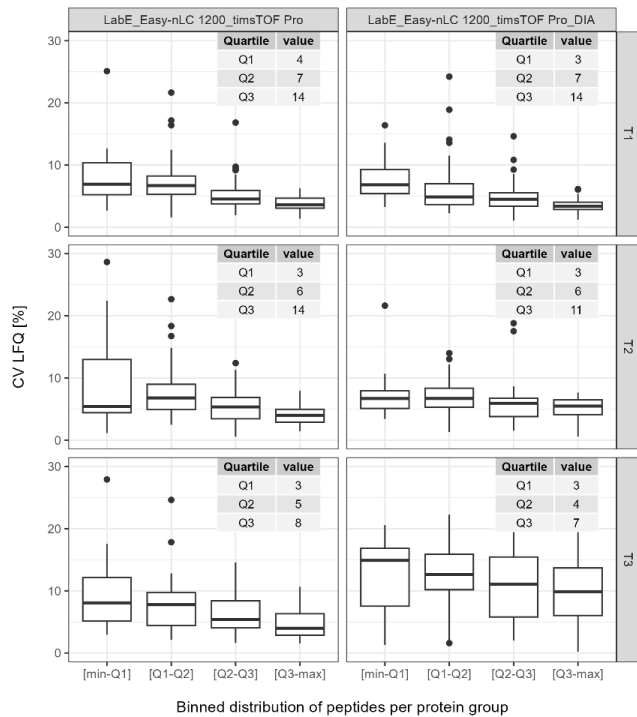 LabE_Easy-nLC 1200_timsTOF Pro
LabE_Easy-nLC 1200_timsTOF Pro_DIA
30
20
10
0
Quartile value
Q1 4
Q2 7
Q3 14
Quartile value
Q1 3
Q2 7
Q3 14
T1
30
20
10
0
Quartile value
Q1 3
Q2 6
Q3 14
Quartile value
Q1 3
Q2 6
Q3 11
T2
30
20
10
0
Quartile value
Q1 3
Q2 5
Q3 8
Quartile value
Q1 3
Q2 4
Q3 7
T3
CV LFQ [%]
[min-Q1] [Q1-Q2] [Q2-Q3] [Q3-max]
[min-Q1] [Q1-Q2] [Q2-Q3] [Q3-max]
Binned distribution of peptides per protein group